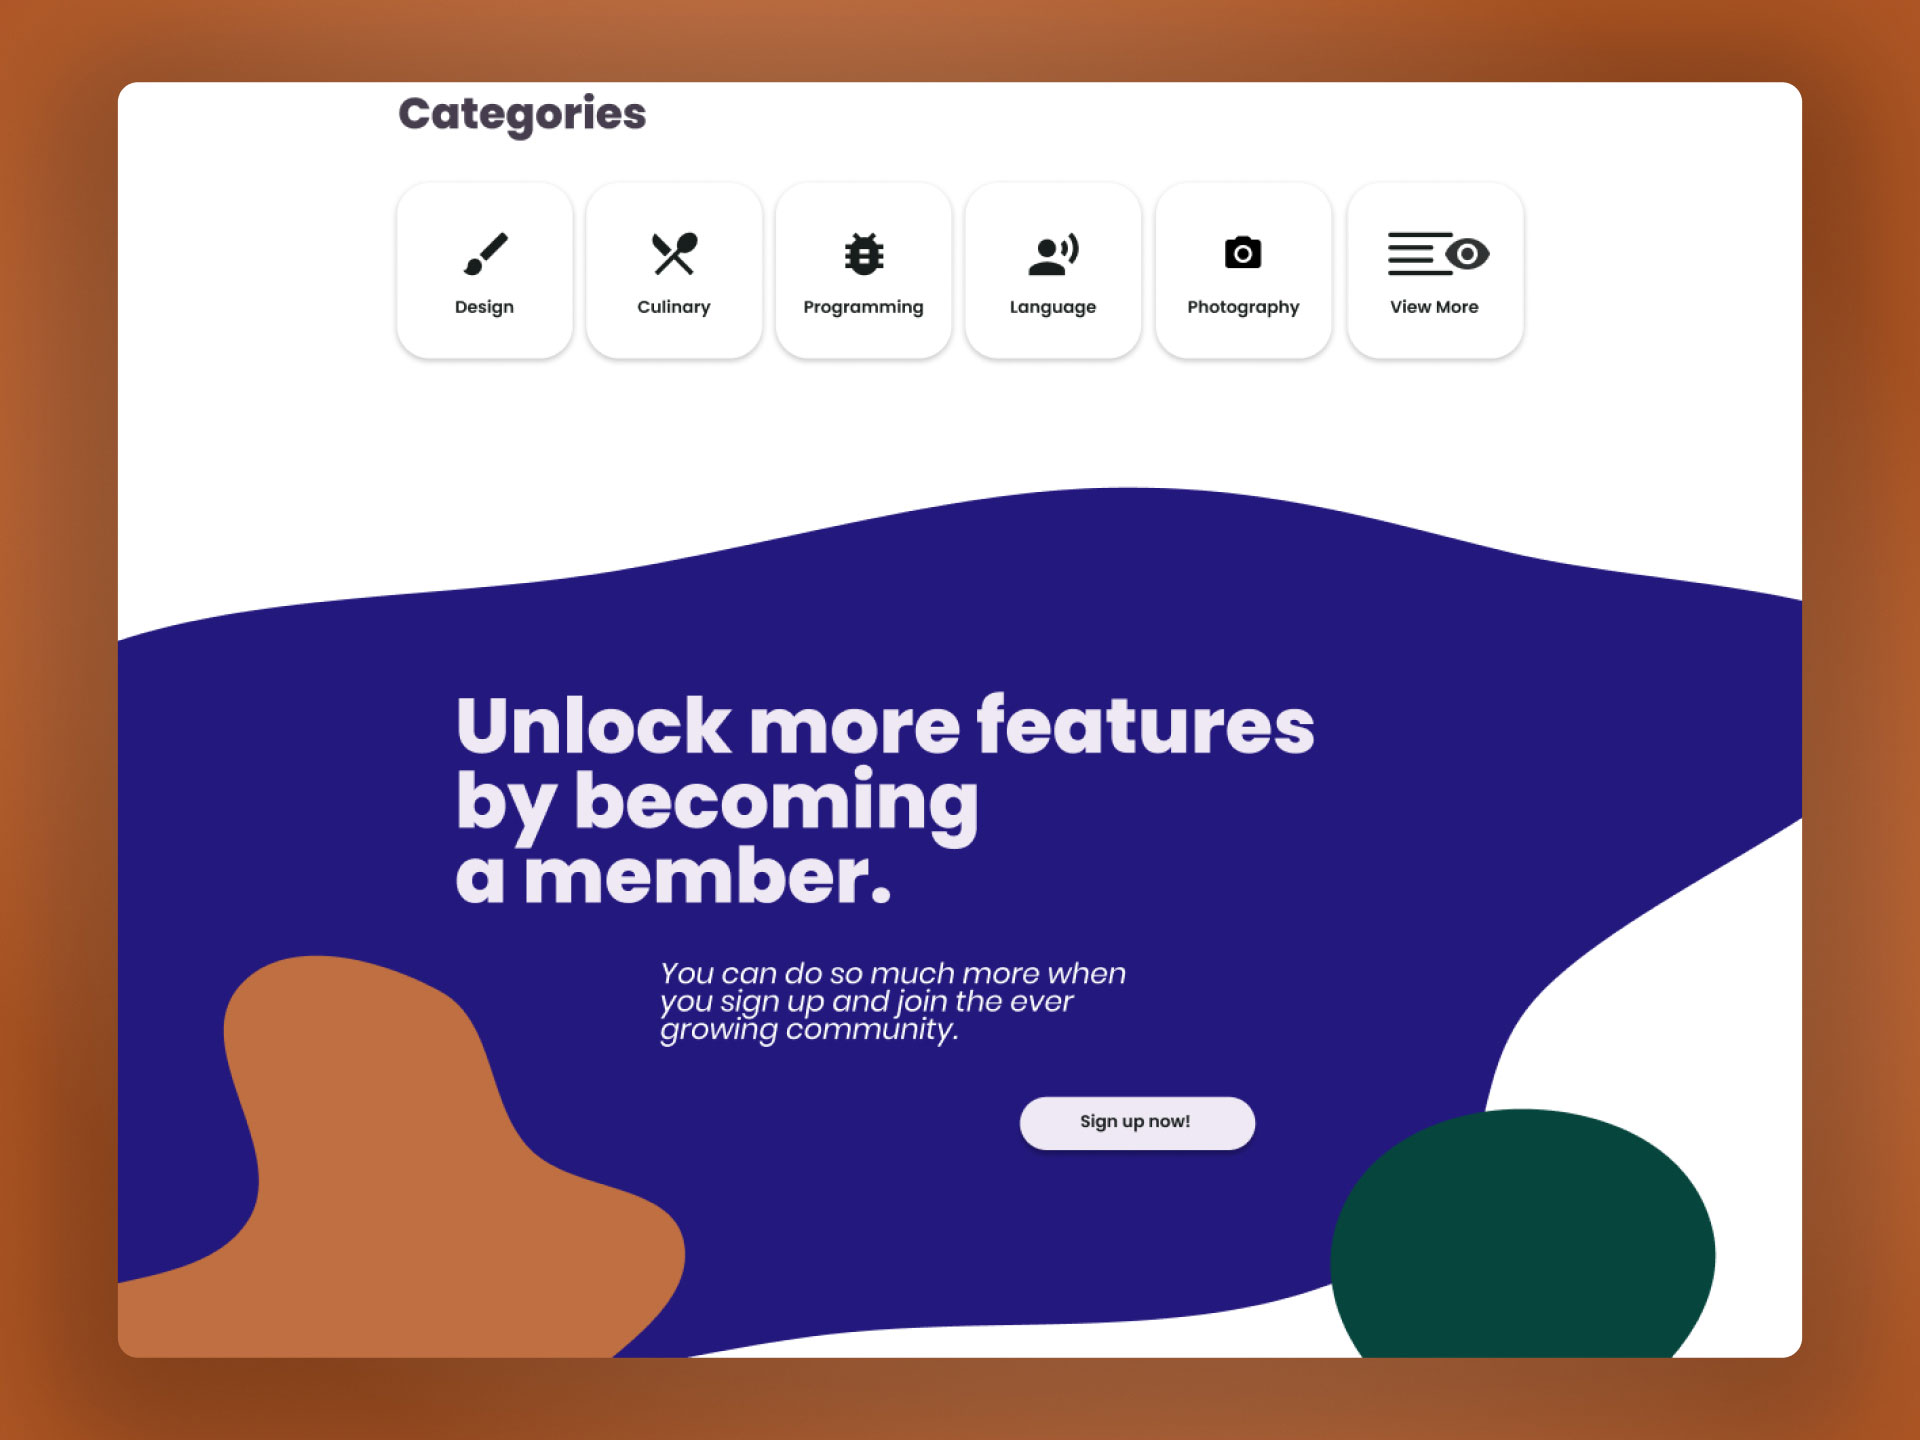 Categories
Design
Culinary
Programming
Language
Photography
View More
Unlock more features
by becoming
a member.
You can do so much more when
you sign up and join the ever
growing community.
Sign up now!